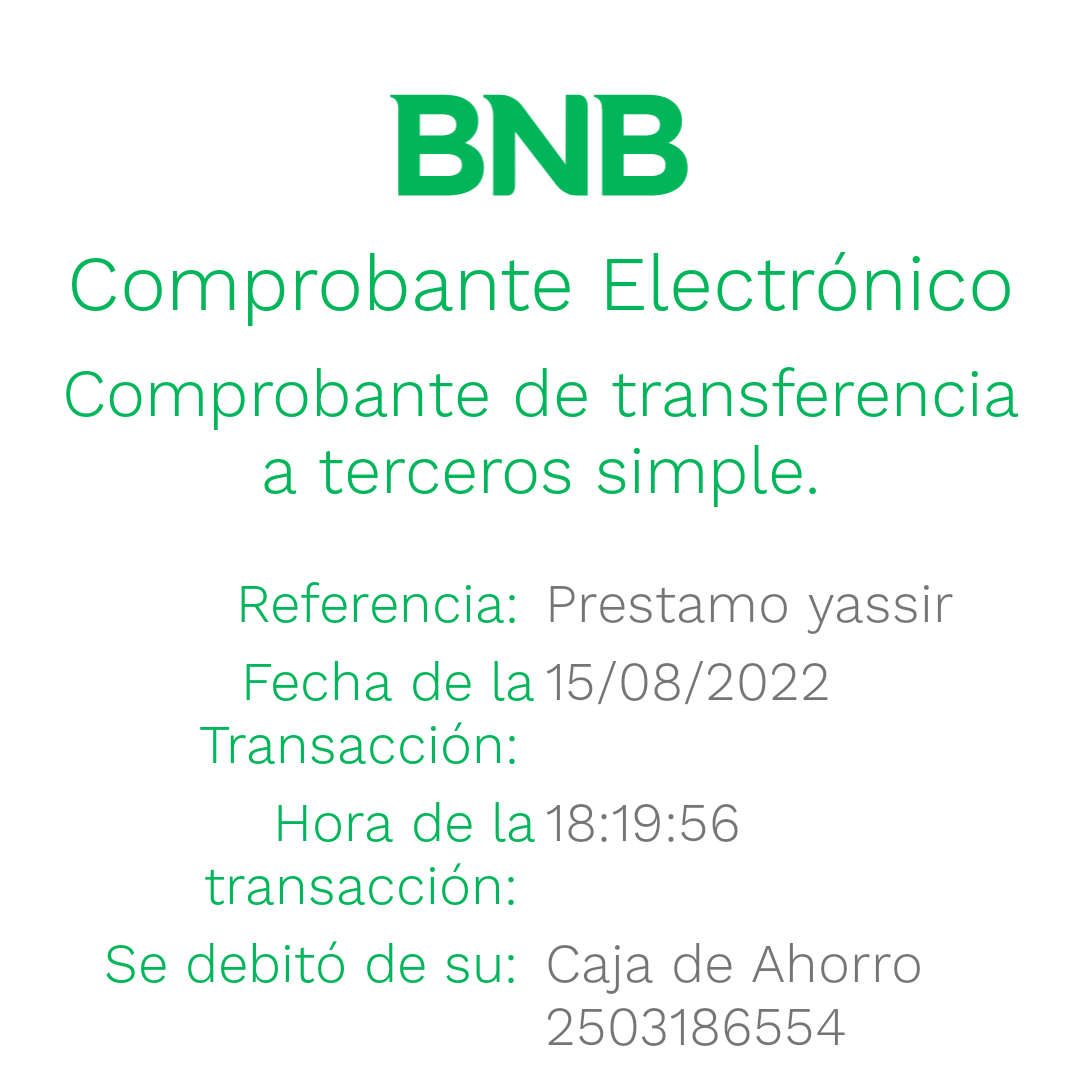 BNB
Comprobante Electrónico
Comprobante de transferencia
a terceros simple.
Referencia: Prestamo yassir
Fecha de la 15/08/2022
Transacción:
Hora de la 18:19:56
transacción:
Se debitó de su: Caja de Ahorro
2503186554